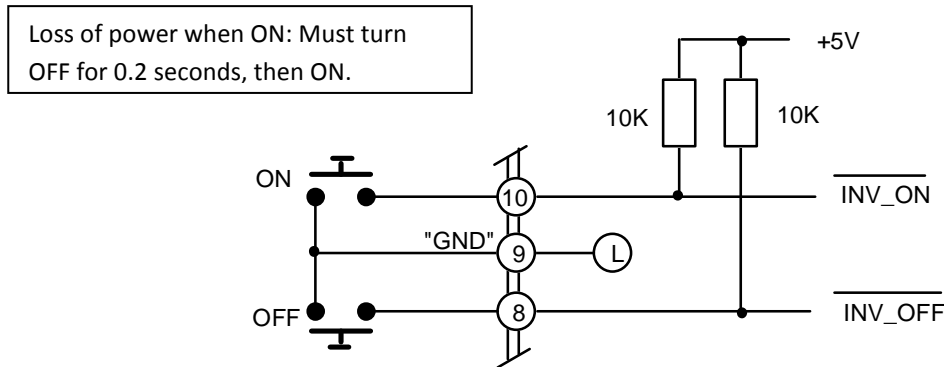 Loss of power when ON: Must turn
OFF for 0.2 seconds, then ON.
+5V
10K
10K
ON
10
INV_ON
"GND"
9
L
OFF
8
INV_OFF